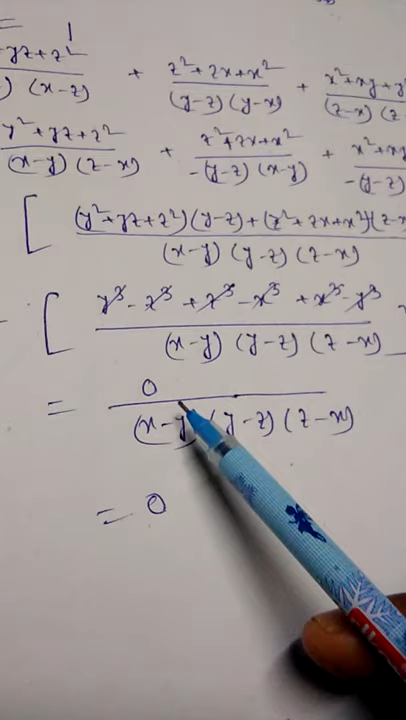 =
yz+z² / (x-z) + z²+zx+x² / (y-z) (y-x) + x²+xy+y / (z-x)
y²+yz+z² / (x-y) (z-x) + z²+zx+x² / -(y-z) (x-y) + x²+xy / -(y-z)
[ (y²+yz+z²)(y-z)+(z²+zx+x²)(z-x / (x-y) (y-z) (z-x)
- [ y³-z³+z³-x³+x³-y³ / (x-y) (y-z) (z-x)
= 0 / (x-y) (y-z) (z-x)
= 0